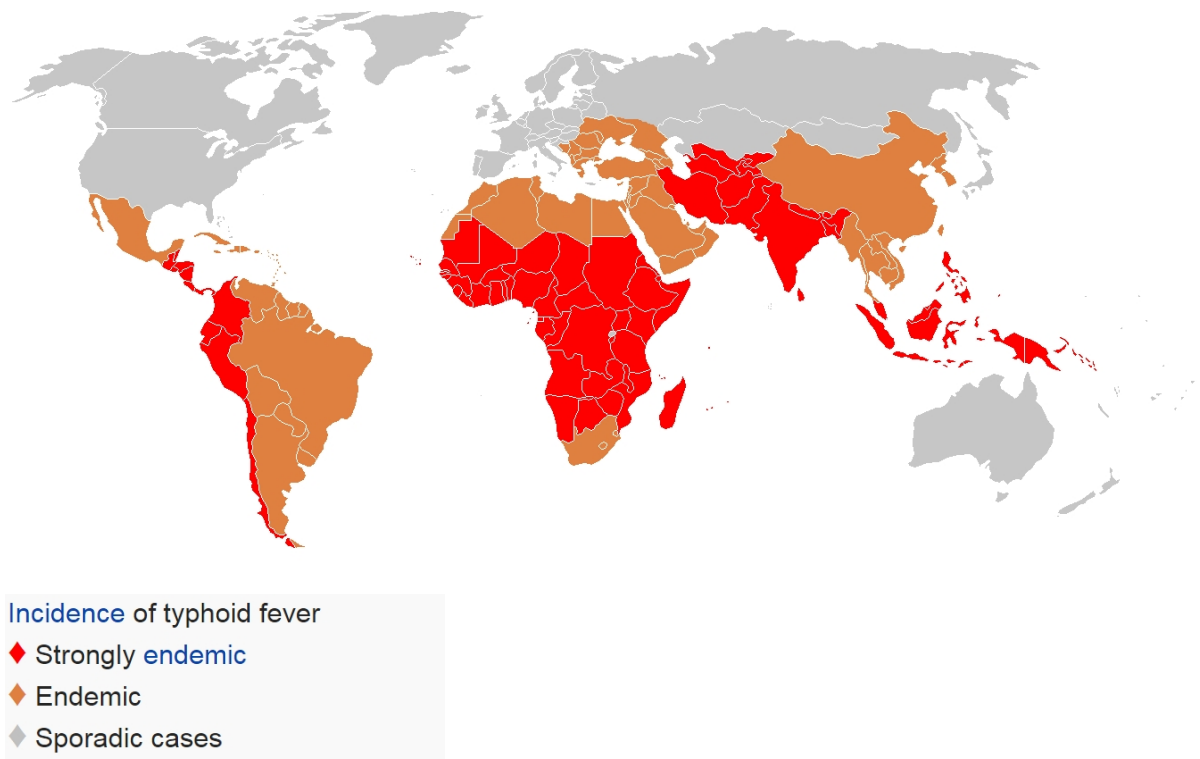 Incidence of typhoid fever
Strongly endemic
Endemic
Sporadic cases